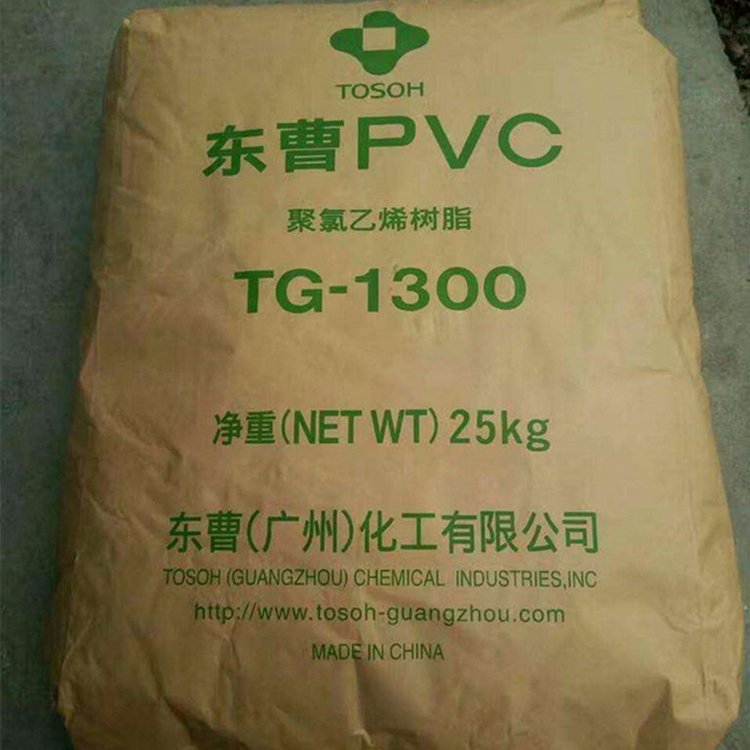 TOSOH
东曹PVC
聚氯乙烯树脂
TG-1300
净重(NET WT) 25kg
东曹(广州)化工有限公司
TOSOH (GUANGZHOU) CHEMICAL INDUSTRIES,INC
http://www.tosoh-guangzhou.com
MADE IN CHINA